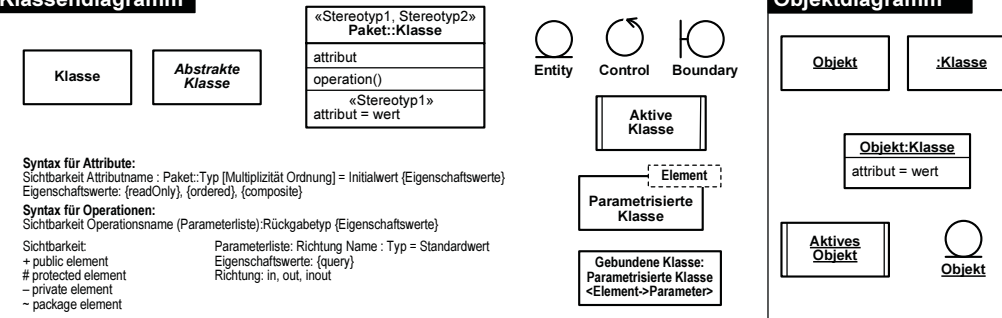 Klassendiagramm
Klasse
Abstrakte
Klasse
«Stereotyp1, Stereotyp2»
Paket::Klasse
attribut
operation()
«Stereotyp1»
attribut = wert
Entity
Control
Boundary
Aktive
Klasse
Element
Parametrisierte
Klasse
Gebundene Klasse:
Parametrisierte Klasse
<Element->Parameter>
Syntax für Attribute:
Sichtbarkeit Attributname : Paket::Typ [Multiplizität Ordnung] = Initialwert {Eigenschaftswerte}
Eigenschaftswerte: {readOnly}, {ordered}, {composite}
Syntax für Operationen:
Sichtbarkeit Operationsname (Parameterliste):Rückgabetyp {Eigenschaftswerte}
Sichtbarkeit:
+ public element
# protected element
– private element
~ package element
Parameterliste: Richtung Name : Typ = Standardwert
Eigenschaftswerte: {query}
Richtung: in, out, inout
Objektdiagramm
Objekt
:Klasse
Objekt:Klasse
attribut = wert
Aktives
Objekt
Objekt